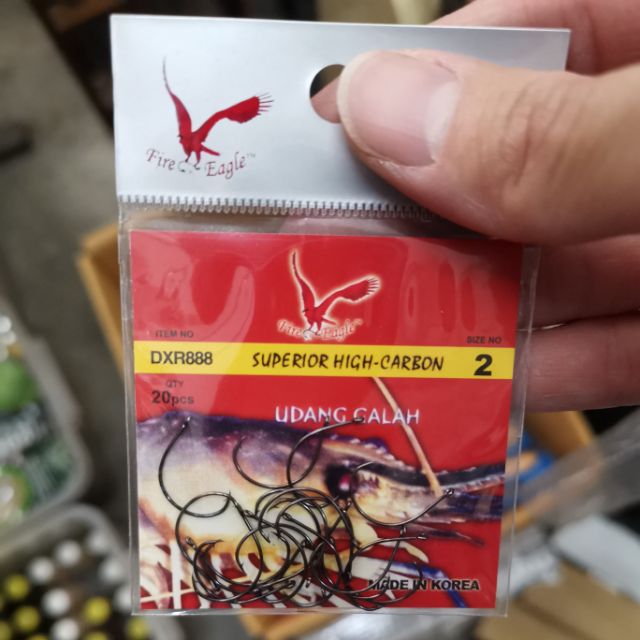 Fire Eagle™
Fire Eagle™
ITEM NO
DXR888
SUPERIOR HIGH-CARBON
SIZE NO
2
QTY
20pcs
UDANG GALAH
MADE IN KOREA